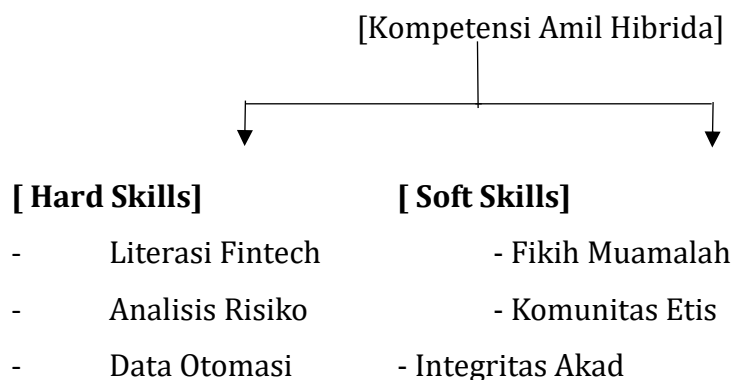 [Kompetensi Amil Hibrida]
[ Hard Skills] [ Soft Skills]
- Literasi Fintech - Fikih Muamalah
- Analisis Risiko - Komunitas Etis
- Data Otomasi - Integritas Akad